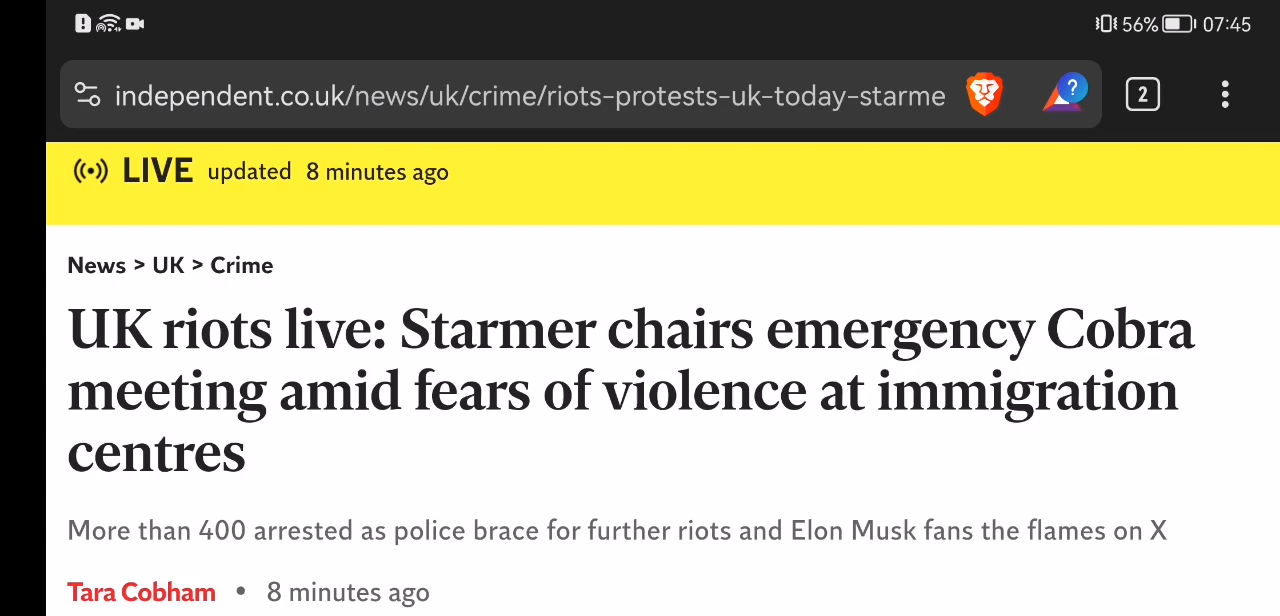 56% 07:45
independent.co.uk/news/uk/crime/riots-protests-uk-today-starme
?
2
LIVE updated 8 minutes ago
News > UK > Crime
UK riots live: Starmer chairs emergency Cobra
meeting amid fears of violence at immigration
centres
More than 400 arrested as police brace for further riots and Elon Musk fans the flames on X
Tara Cobham • 8 minutes ago